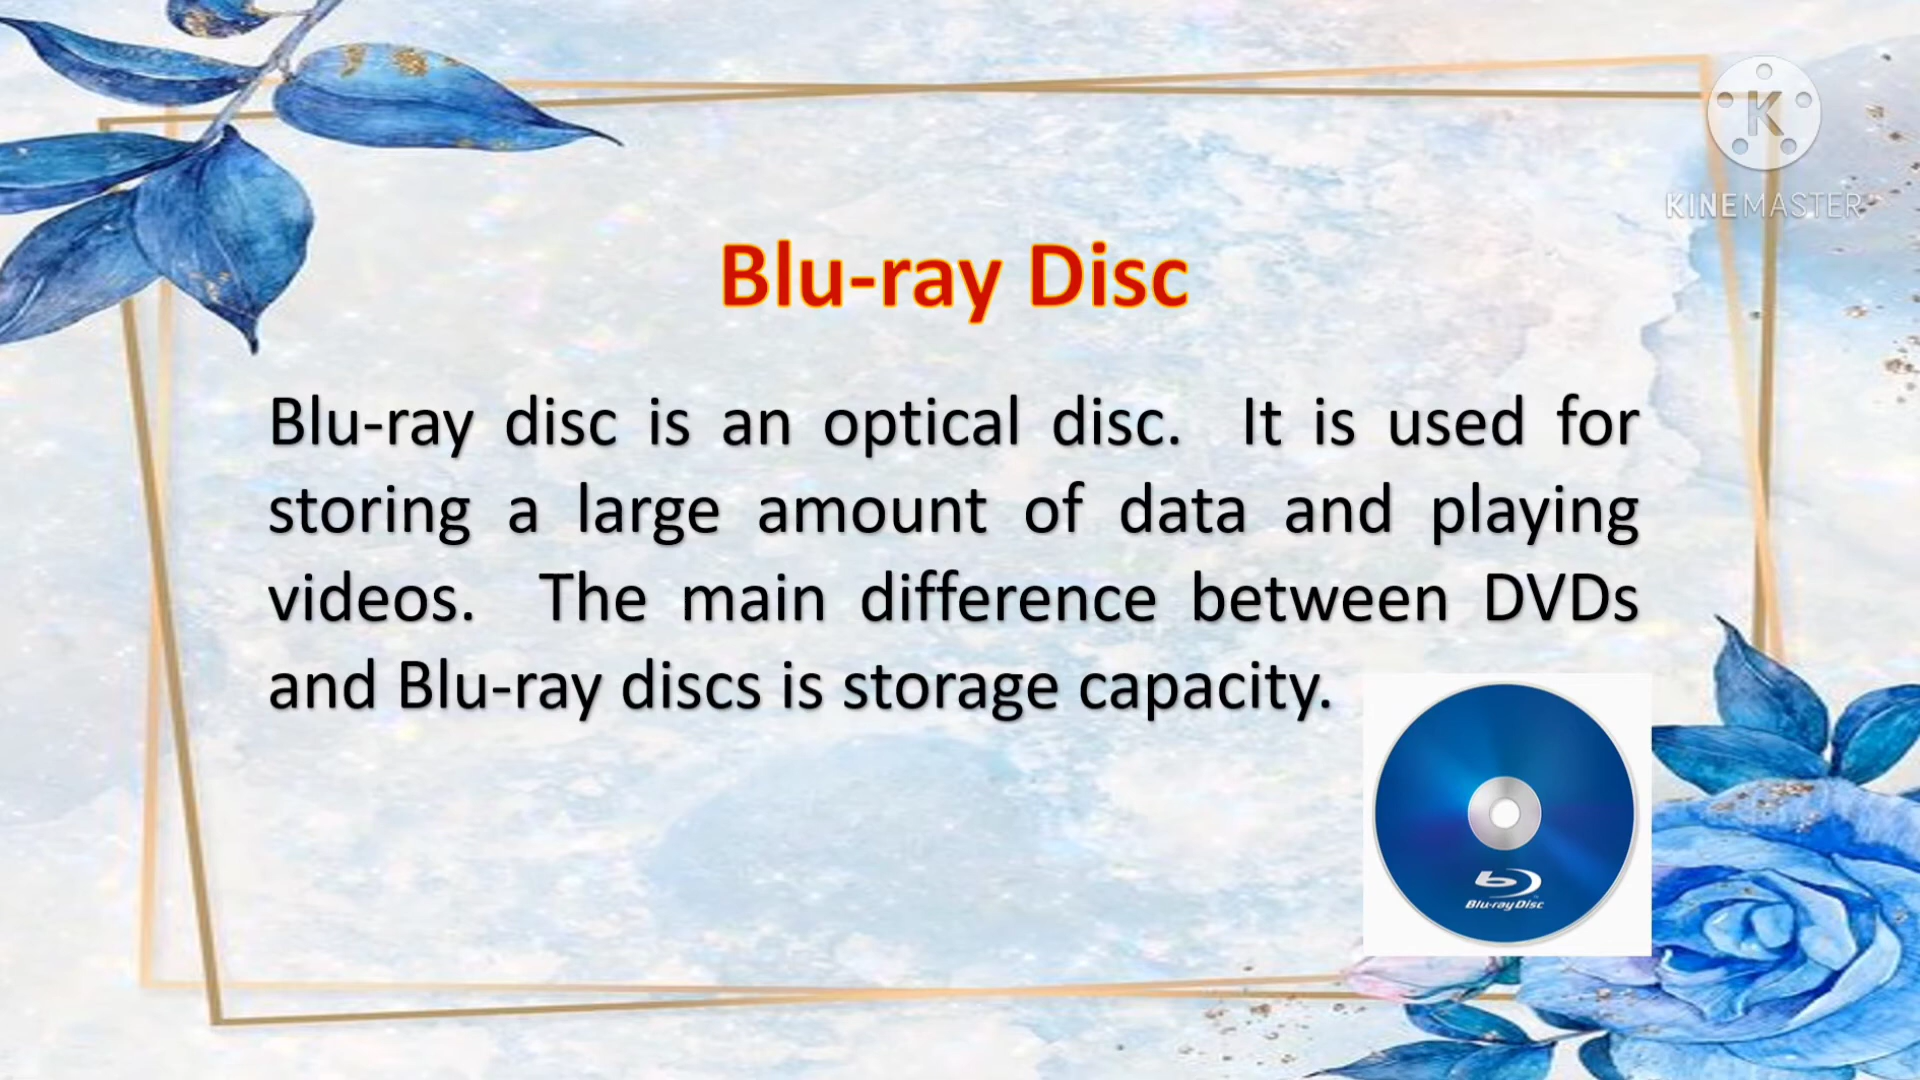 K
KINEMASTER
Blu-ray Disc
Blu-ray disc is an optical disc. It is used for
storing a large amount of data and playing
videos. The main difference between DVDs
and Blu-ray discs is storage capacity.
Blu-ray Disc